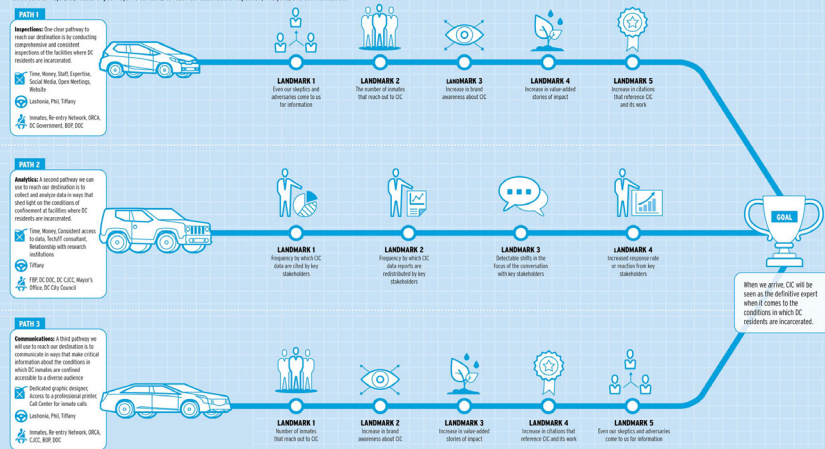 PATH 1
Inspections: One clear pathway to
reach our destination is by conducting
comprehensive and consistent
inspections of the facilities where DC
residents are incarcerated.
Time, Money, Staff, Expertise,
Social Media, Open Meetings,
Website
Lashonia, Phil, Tiffany
Inmates, Re-entry Network, ORCA,
DC Government, BOP, DOC
LANDMARK 1
Even our skeptics and
adversaries come to us
for information
LANDMARK 2
The number of inmates
that reach out to CIC
LANDMARK 3
Increase in brand
awareness about CIC
LANDMARK 4
Increase in value-added
stories of impact
LANDMARK 5
Increase in citations
that reference CIC
and its work
PATH 2
Analytics: A second pathway we can
use to reach our destination is to
collect and analyze data in ways that
shed light on the conditions of
confinement at facilities where DC
residents are incarcerated.
Time, Money, Consistent access
to data, Tech/IT consultant,
Relationship with research
institutions
Tiffany
FBP, DC DOC, DC CJCC, Mayor's
Office, DC City Council
LANDMARK 1
Frequency by which CIC
data are cited by key
stakeholders
LANDMARK 2
Frequency by which CIC
data reports are
redistributed by key
stakeholders
LANDMARK 3
Detectable shifts in the
focus of the conversation
with key stakeholders
LANDMARK 4
Increased response rate
or reaction from key
stakeholders
GOAL
When we arrive, CIC will be
seen as the definitive expert
when it comes to the
conditions in which DC
residents are incarcerated.
PATH 3
Communications: A third pathway we
will use to reach our destination is to
communicate in ways that make critical
information about the conditions in
which DC inmates are confined
accessible to a diverse audience
Dedicated graphic designer,
Access to a professional printer,
Call Center for inmate calls
Lashonia, Phil, Tiffany
Inmates, Re-entry Network, ORCA,
CJCC, BOP, DOC
LANDMARK 1
Number of inmates
that reach out to CIC
LANDMARK 2
Increase in brand
awareness about CIC
LANDMARK 3
Increase in value-added
stories of impact
LANDMARK 4
Increase in citations that
reference CIC and its work
LANDMARK 5
Even our skeptics and adversaries
come to us for information